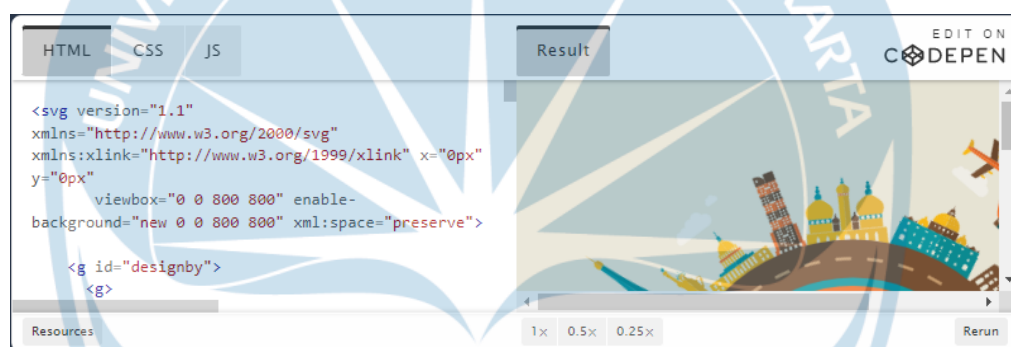 HTML CSS JS
Result
EDIT ON
CODEPEN
<svg version="1.1"
xmlns="http://www.w3.org/2000/svg"
xmlns:xlink="http://www.w3.org/1999/xlink" x="0px"
y="0px"
viewbox="0 0 800 800" enable-
background="new 0 0 800 800" xml:space="preserve">
<g id="designby">
<g>
Resources
1× 0.5× 0.25×
Rerun